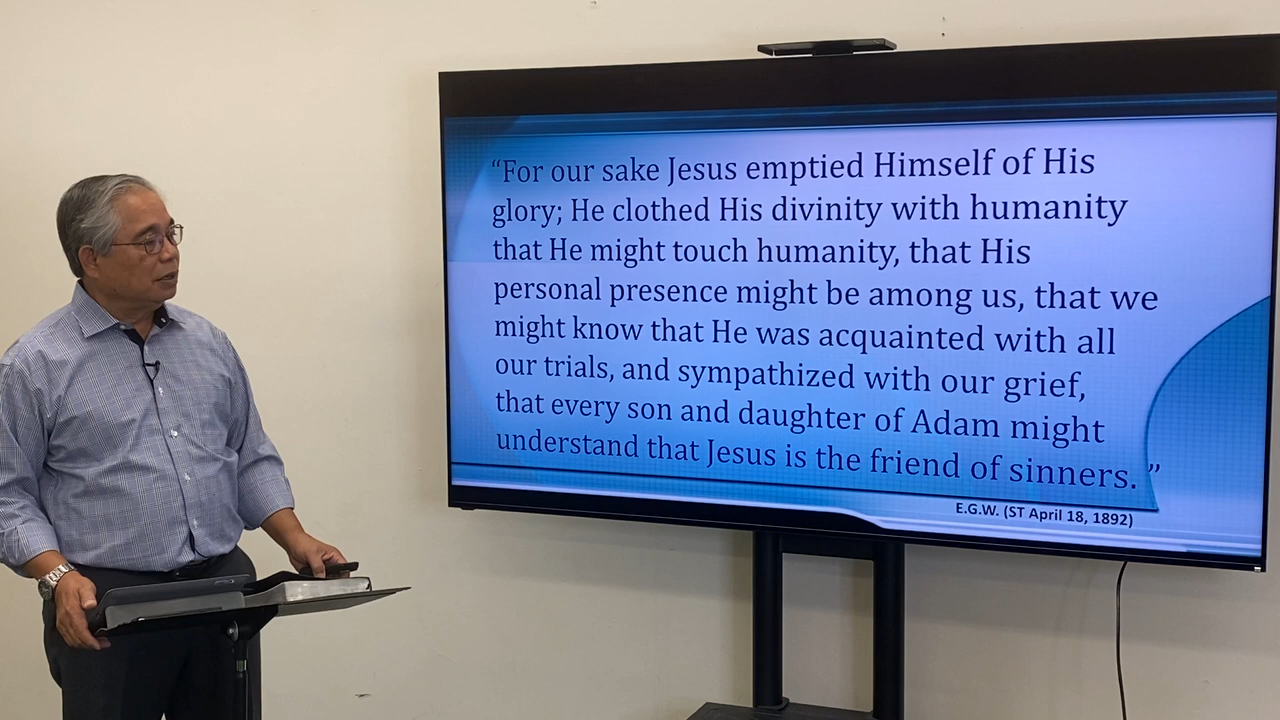 “For our sake Jesus emptied Himself of His
glory; He clothed His divinity with humanity
that He might touch humanity, that His
personal presence might be among us, that we
might know that He was acquainted with all
our trials, and sympathized with our grief,
that every son and daughter of Adam might
understand that Jesus is the friend of sinners. ”
E.G.W. (ST April 18, 1892)